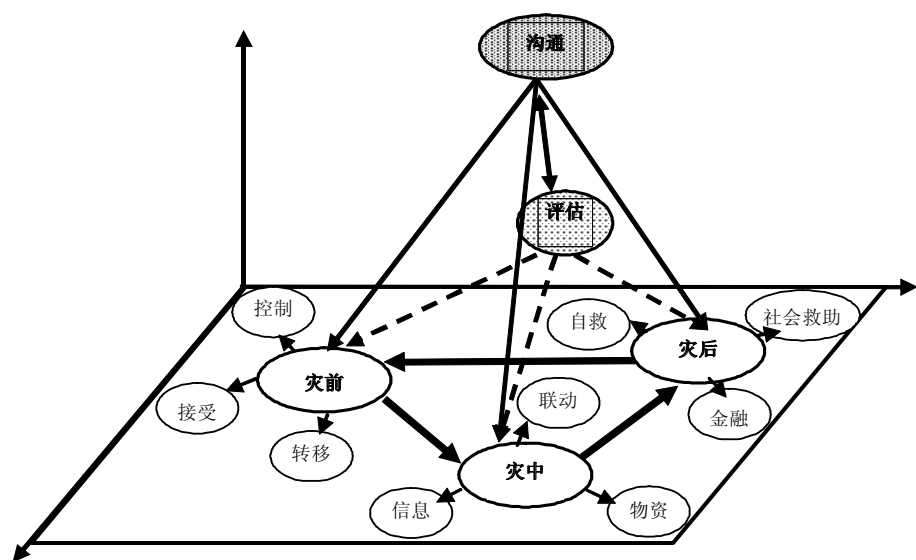 沟通
评估
控制
自救
社会救助
灾前
灾后
接受
联动
金融
转移
灾中
信息
物资